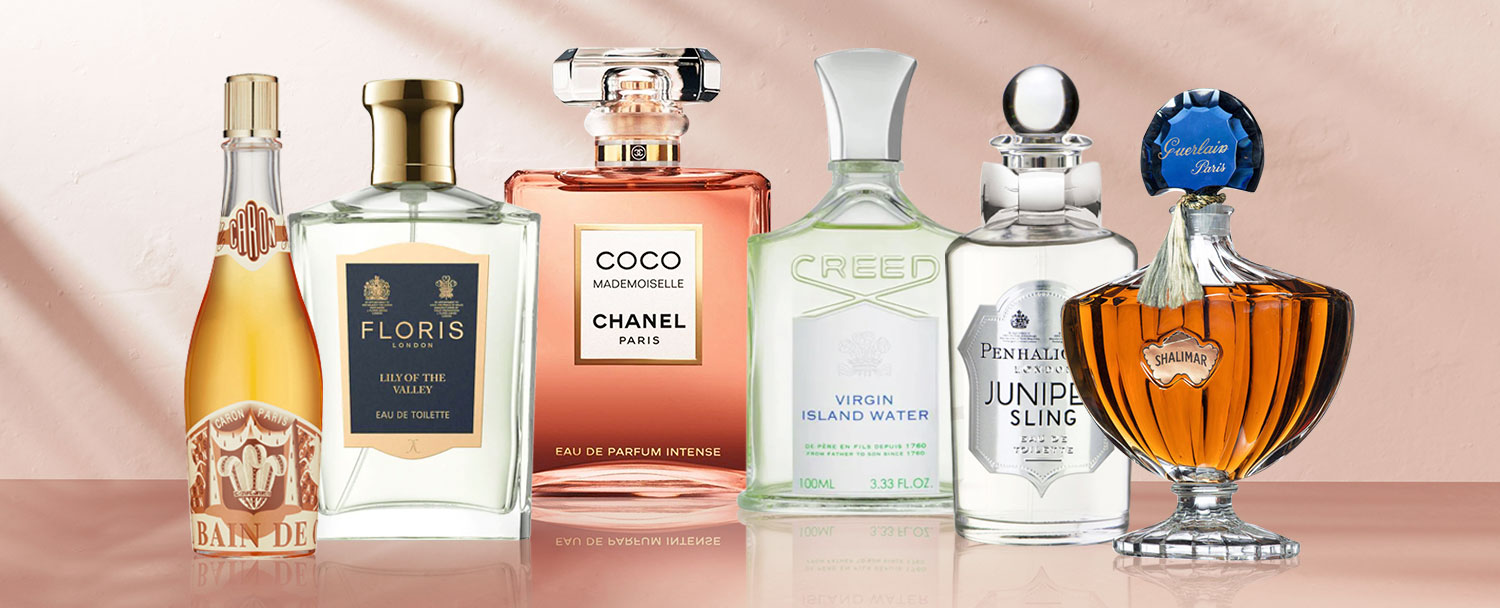 CARON
CARON PARIS
BAIN DE
FLORIS
LONDON
LILY OF THE
VALLEY
EAU DE TOILETTE
COCO
MADEMOISELLE
CHANEL
PARIS
EAU DE PARFUM INTENSE
CREED
VIRGIN
ISLAND WATER
DE PÈRE EN FILS DEPUIS 1760
FROM FATHER TO SON SINCE 1760
100ML 3.33 FL.OZ.
PENHALIG
LONDON
JUNIPE
SLING
EAU DE
TOILETTE
Guerlain
Paris
SHALIMAR